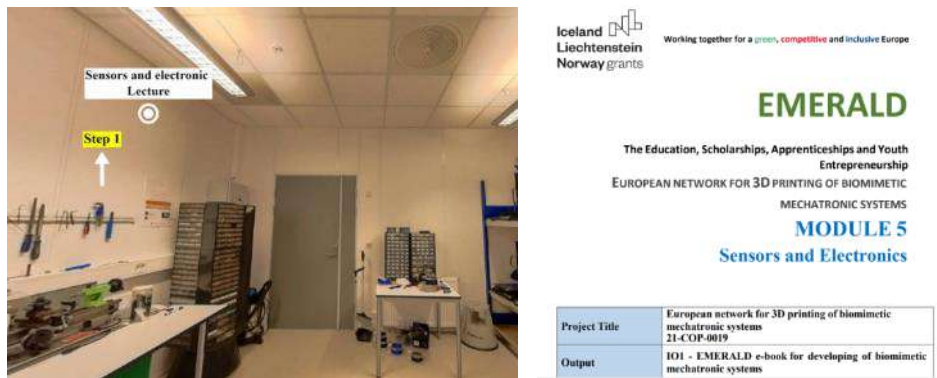 Sensors and electronic
Lecture
Step 1
Iceland
Liechtenstein
Norway grants
Working together for a green, competitive and inclusive Europe
EMERALD
The Education, Scholarships, Apprenticeships and Youth
Entrepreneurship
EUROPEAN NETWORK FOR 3D PRINTING OF BIOMIMETIC
MECHATRONIC SYSTEMS
MODULE 5
Sensors and Electronics
Project Title
European network for 3D printing of biomimetic
mechatronic systems
21-COP-0019
Output
IO1 - EMERALD e-book for developing of biomimetic
mechatronic systems